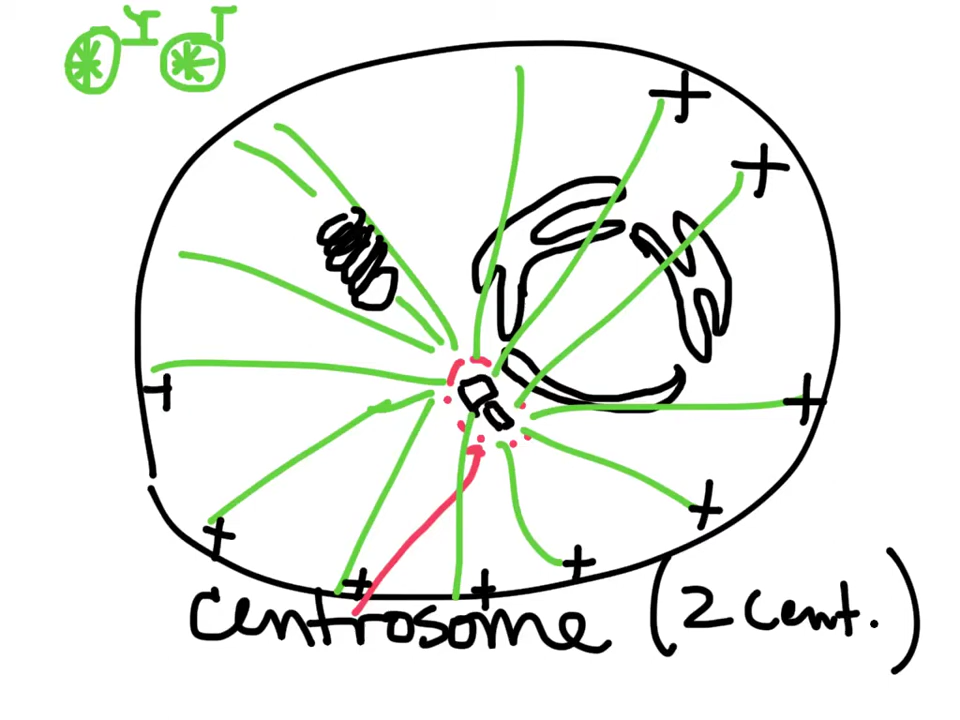 +
+
+ +
+
+
+ + +
Centrosome (2 cent.)